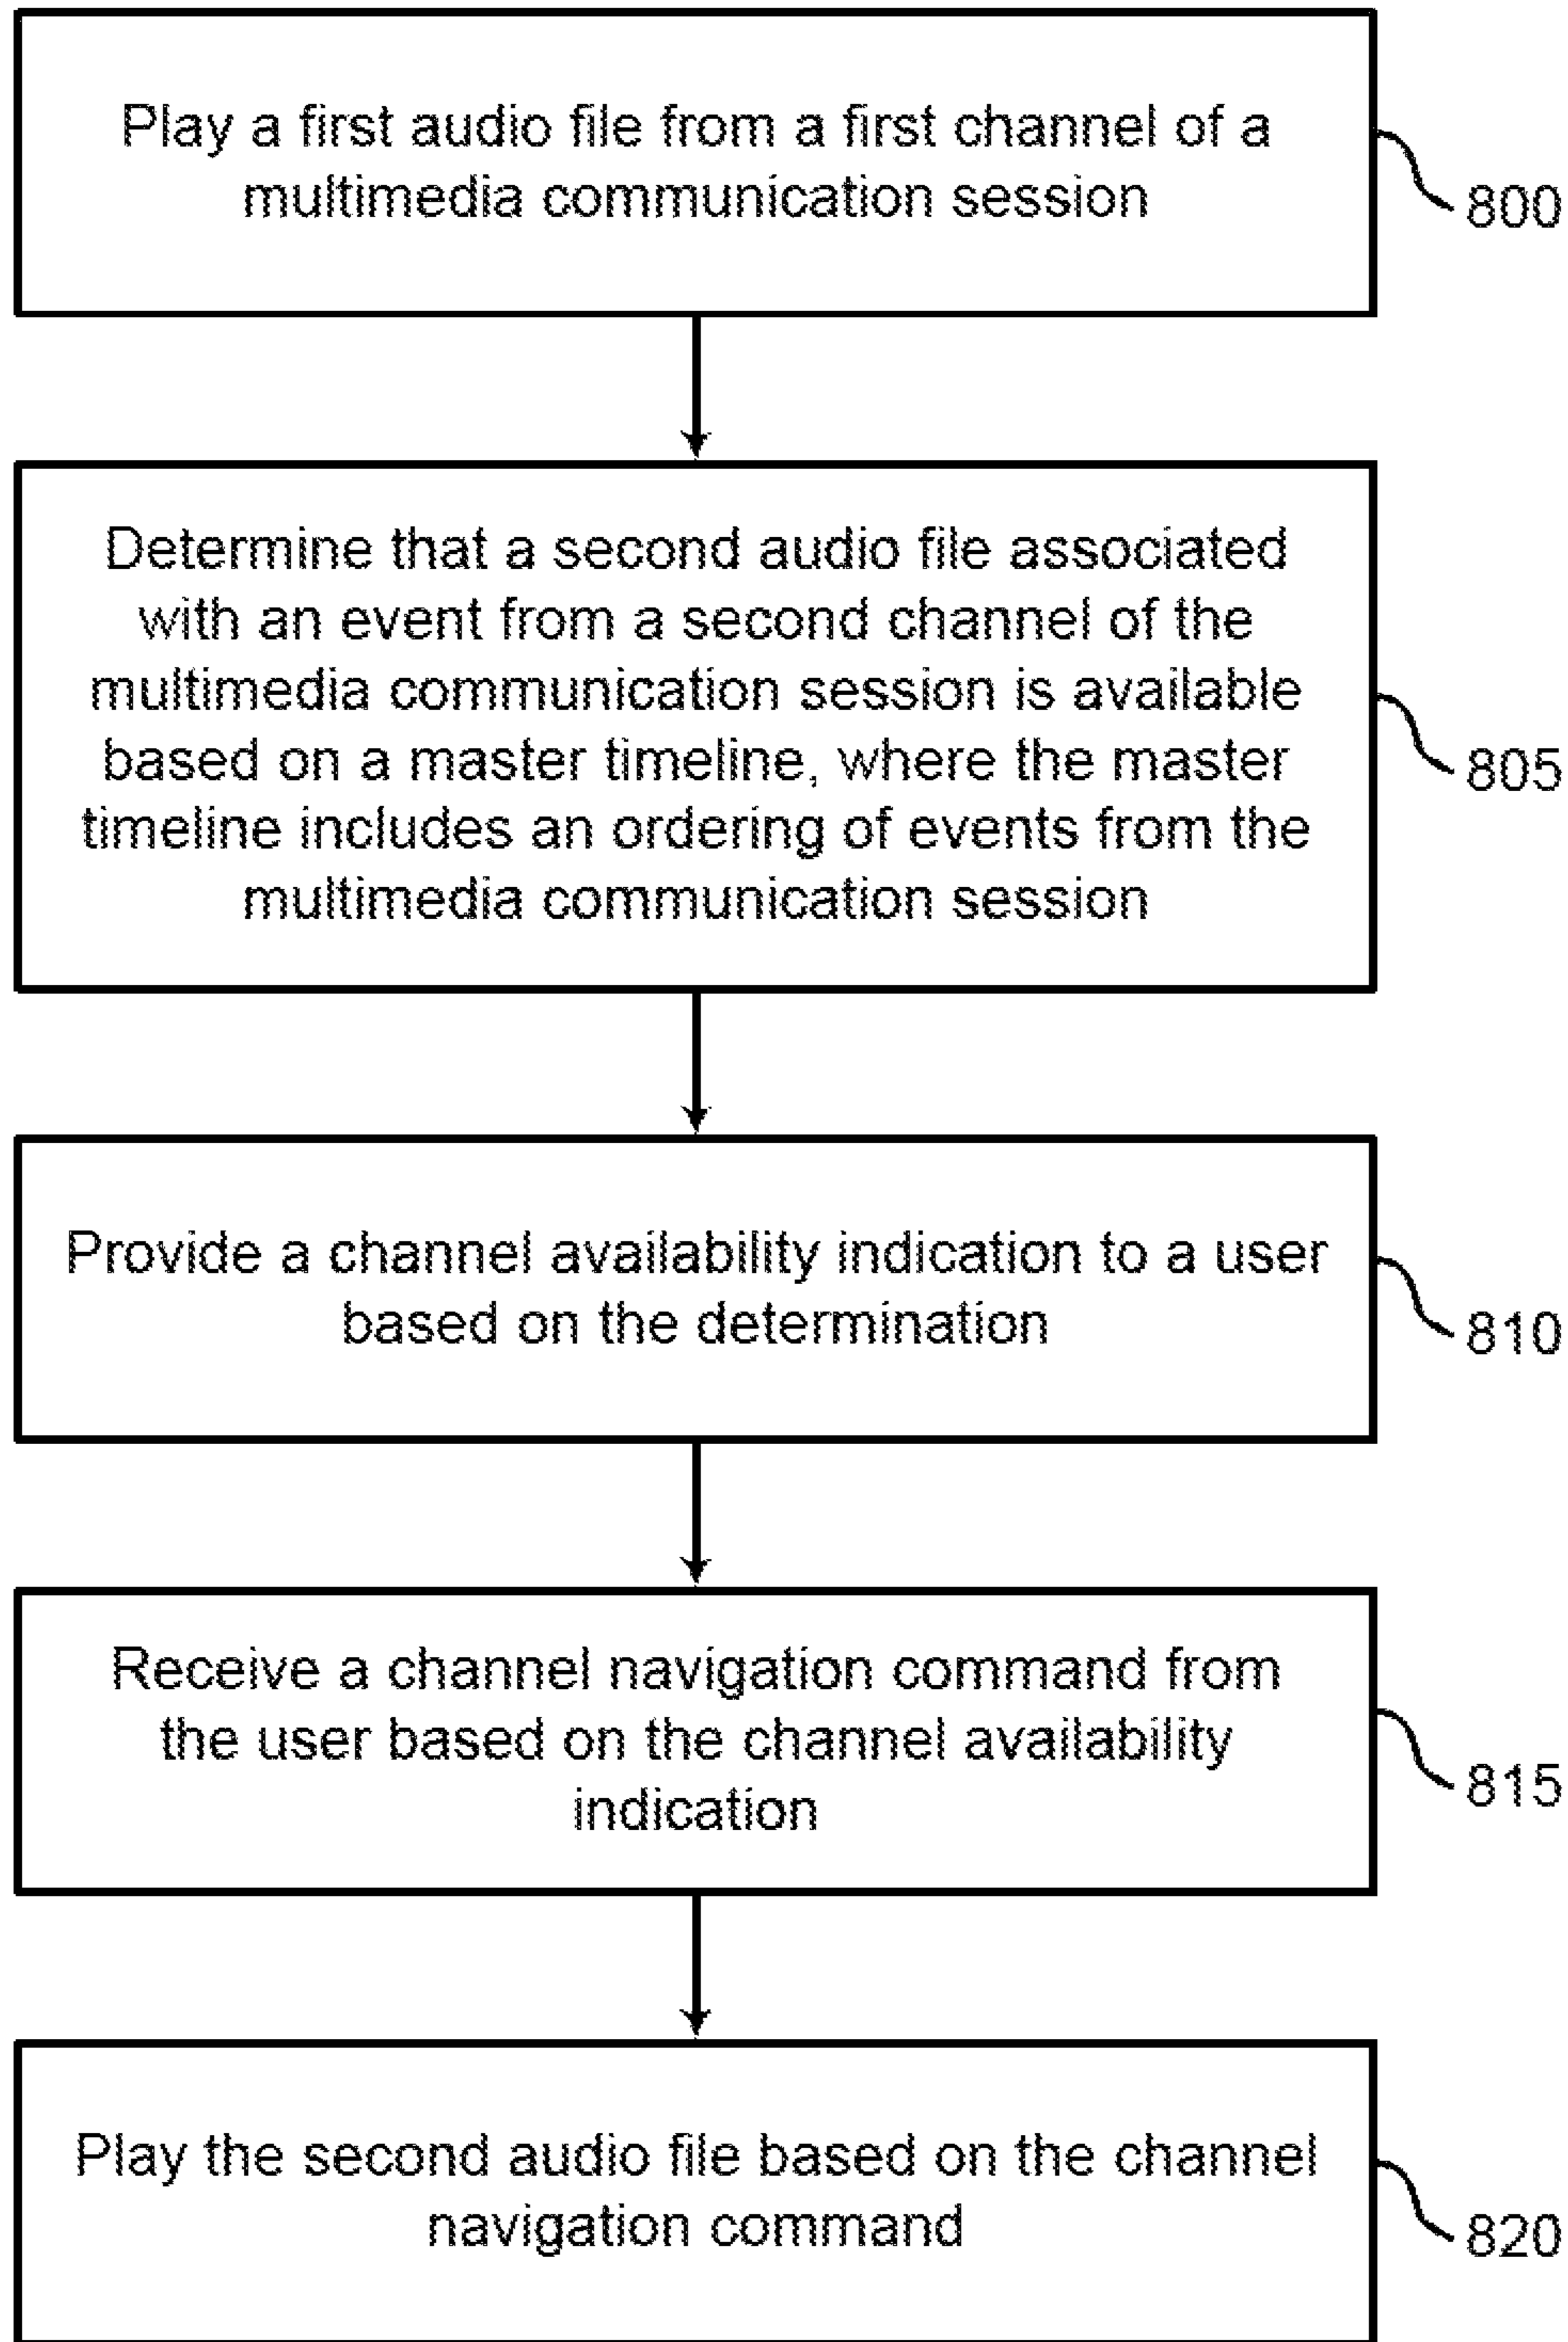 Play a first audio file from a first channel of a
multimedia communication session
800
Determine that a second audio file associated
with an event from a second channel of the
multimedia communication session is available
based on a master timeline, where the master
timeline includes an ordering of events from the
multimedia communication session
805
Provide a channel availability indication to a user
based on the determination
810
Receive a channel navigation command from
the user based on the channel availability
indication
815
Play the second audio file based on the channel
navigation command
820